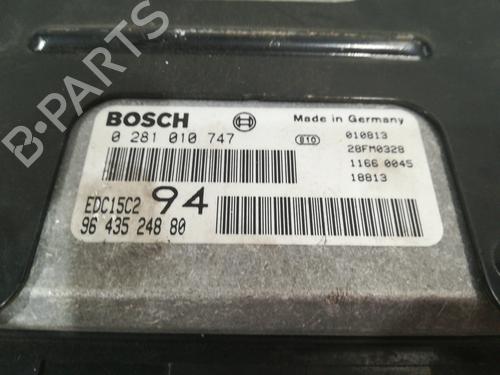 BOSCH
Made in Germany
0 281 010 747
810
010813
28FM0328
1166 0045
18813
EDC15C2
94
96 435 248 80
B-PARTS